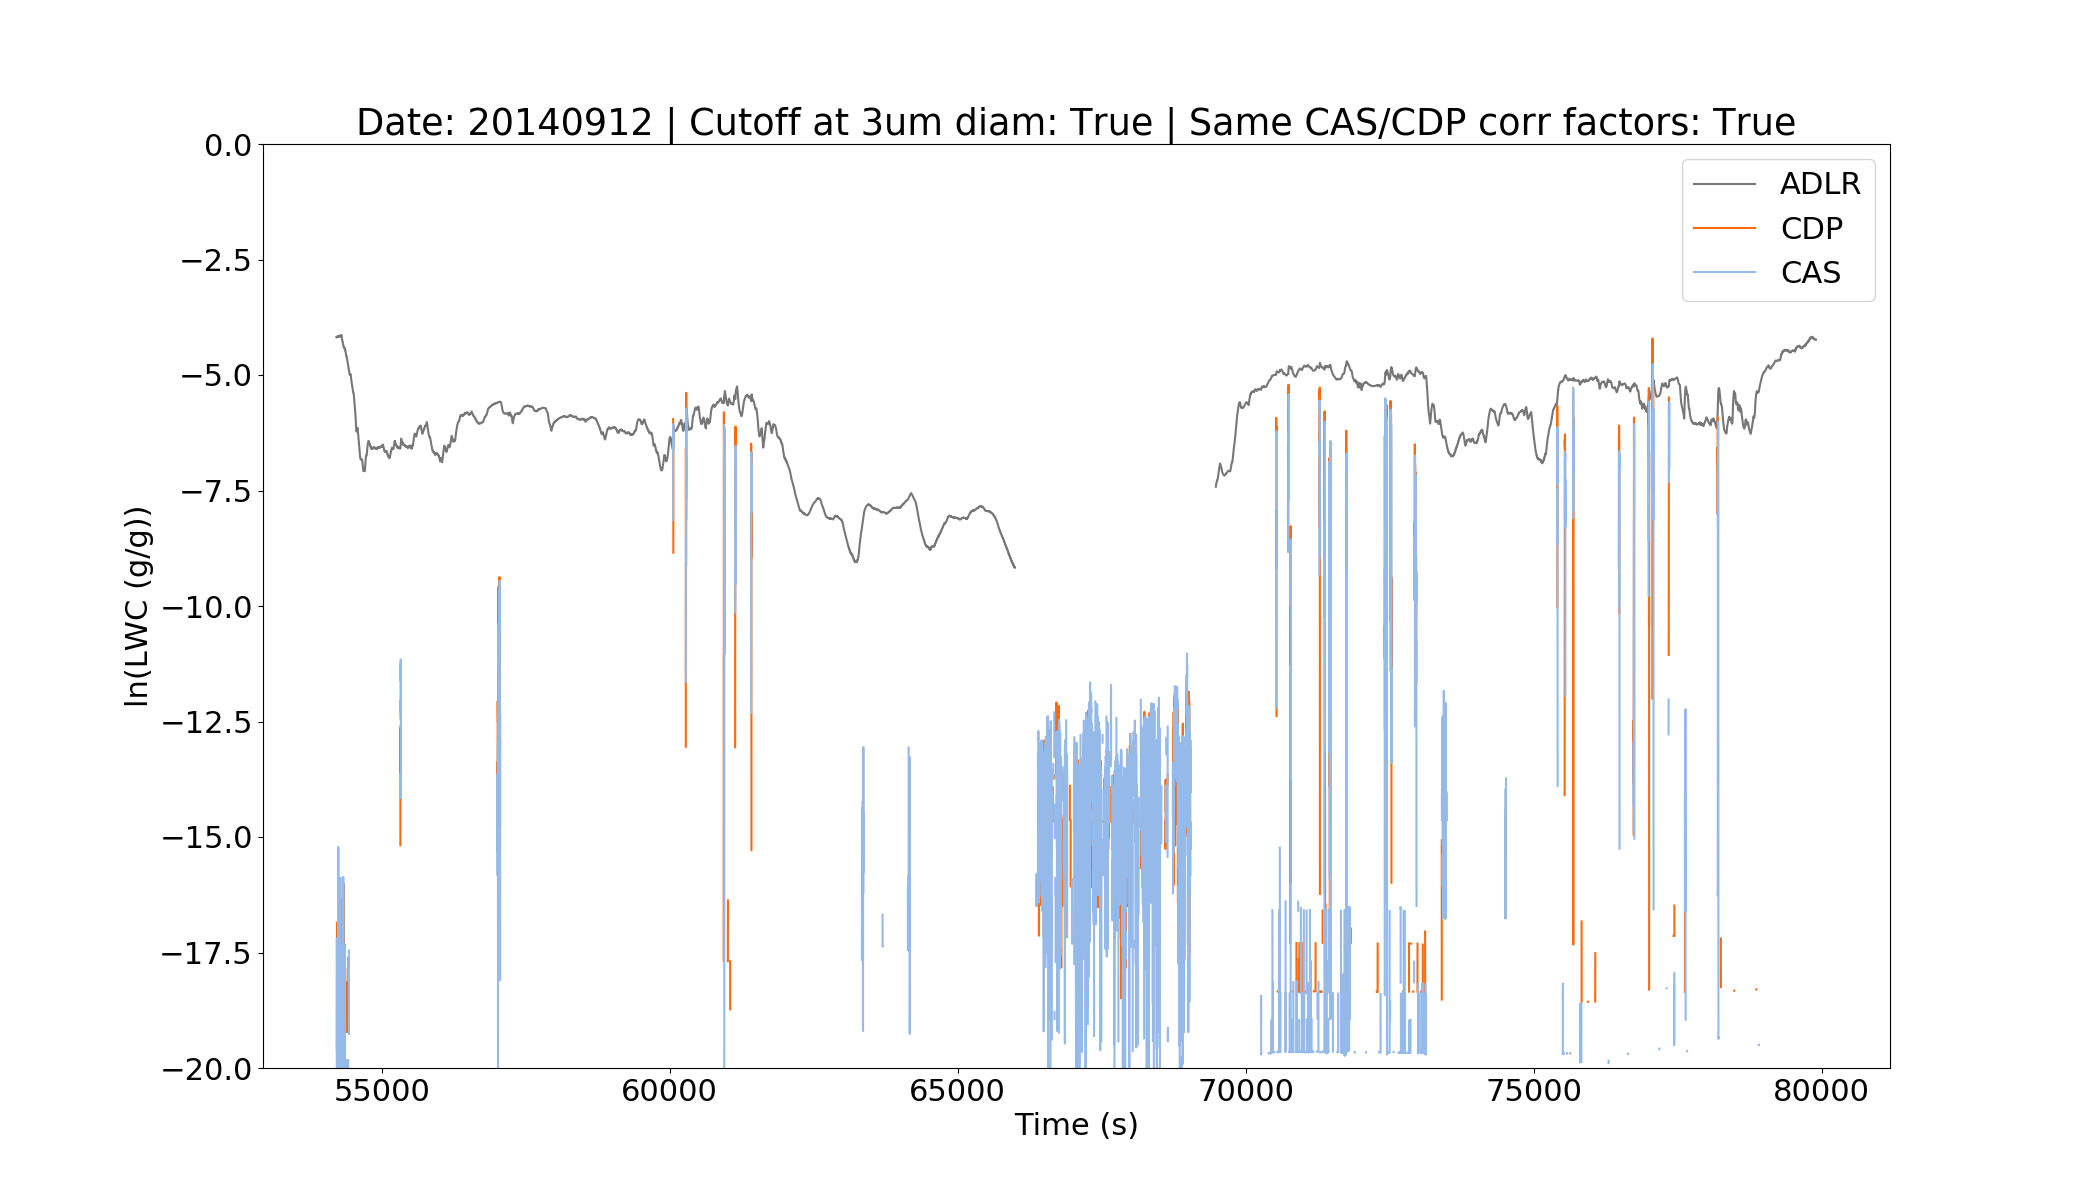 Date: 20140912 | Cutoff at 3um diam: True | Same CAS/CDP corr factors: True
ADLR
CDP
CAS
ln(LWC (g/g))
0.0
−2.5
−5.0
−7.5
−10.0
−12.5
−15.0
−17.5
−20.0
55000 60000 65000 70000 75000 80000
Time (s)